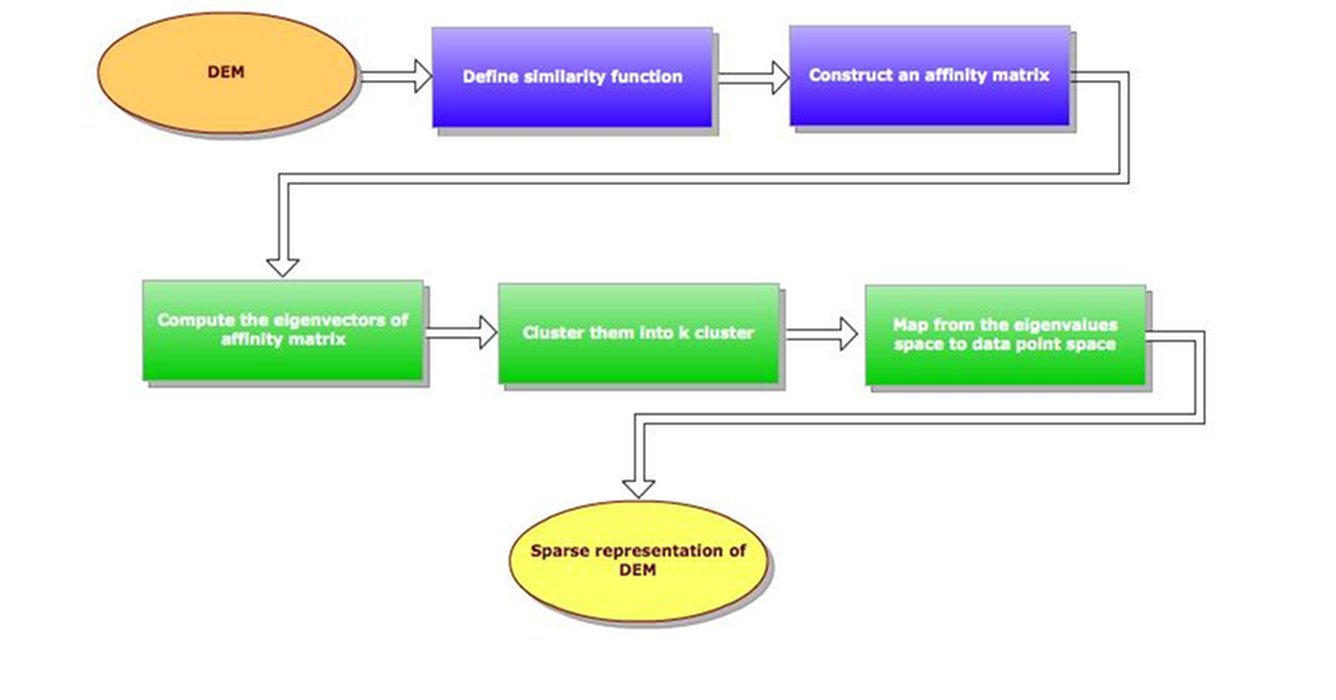 DEM
Define similarity function
Construct an affinity matrix
Compute the eigenvectors of
affinity matrix
Cluster them into k cluster
Map from the eigenvalues
space to data point space
Sparse representation of
DEM